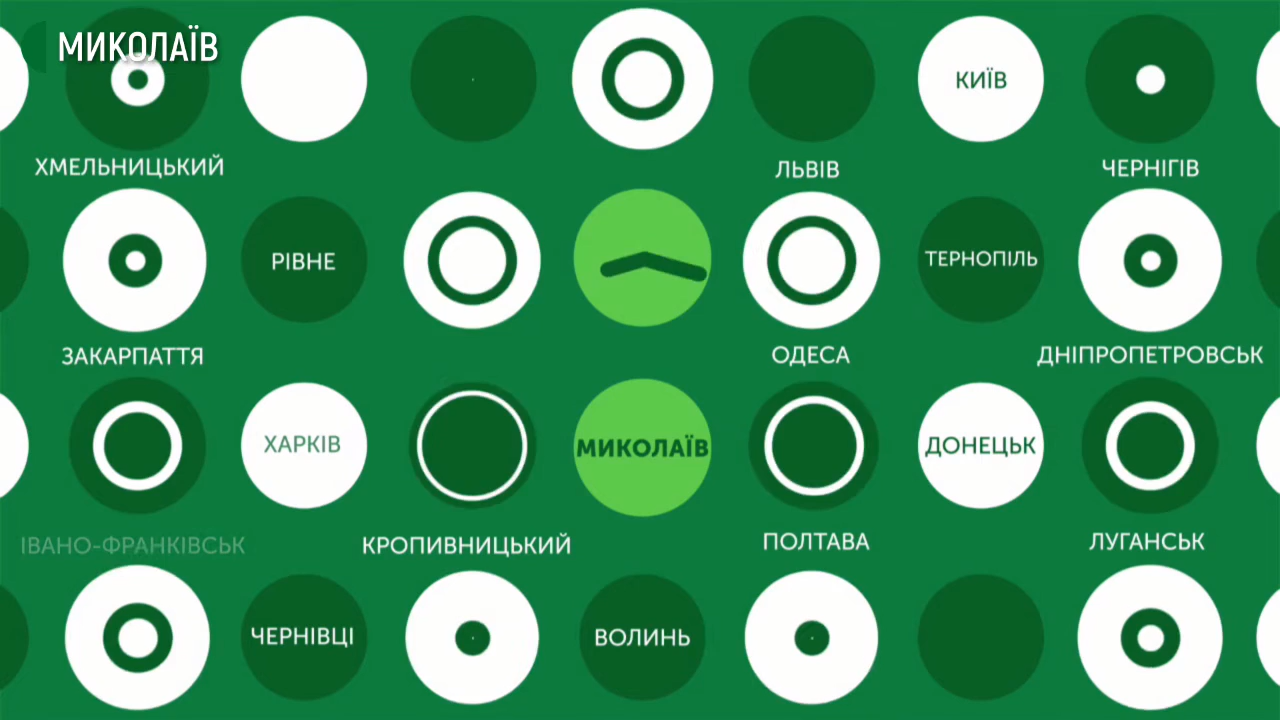 МИКОЛАЇВ
КИЇВ
ХМЕЛЬНИЦЬКИЙ
ЛЬВІВ
ЧЕРНІГІВ
РІВНЕ
ТЕРНОПІЛЬ
ЗАКАРПАТТЯ
ОДЕСА
ДНІПРОПЕТРОВСЬК
ХАРКІВ
МИКОЛАЇВ
ДОНЕЦЬК
ІВАНО-ФРАНКІВСЬК
КРОПИВНИЦЬКИЙ
ПОЛТАВА
ЛУГАНСЬК
ЧЕРНІВЦІ
ВОЛИНЬ